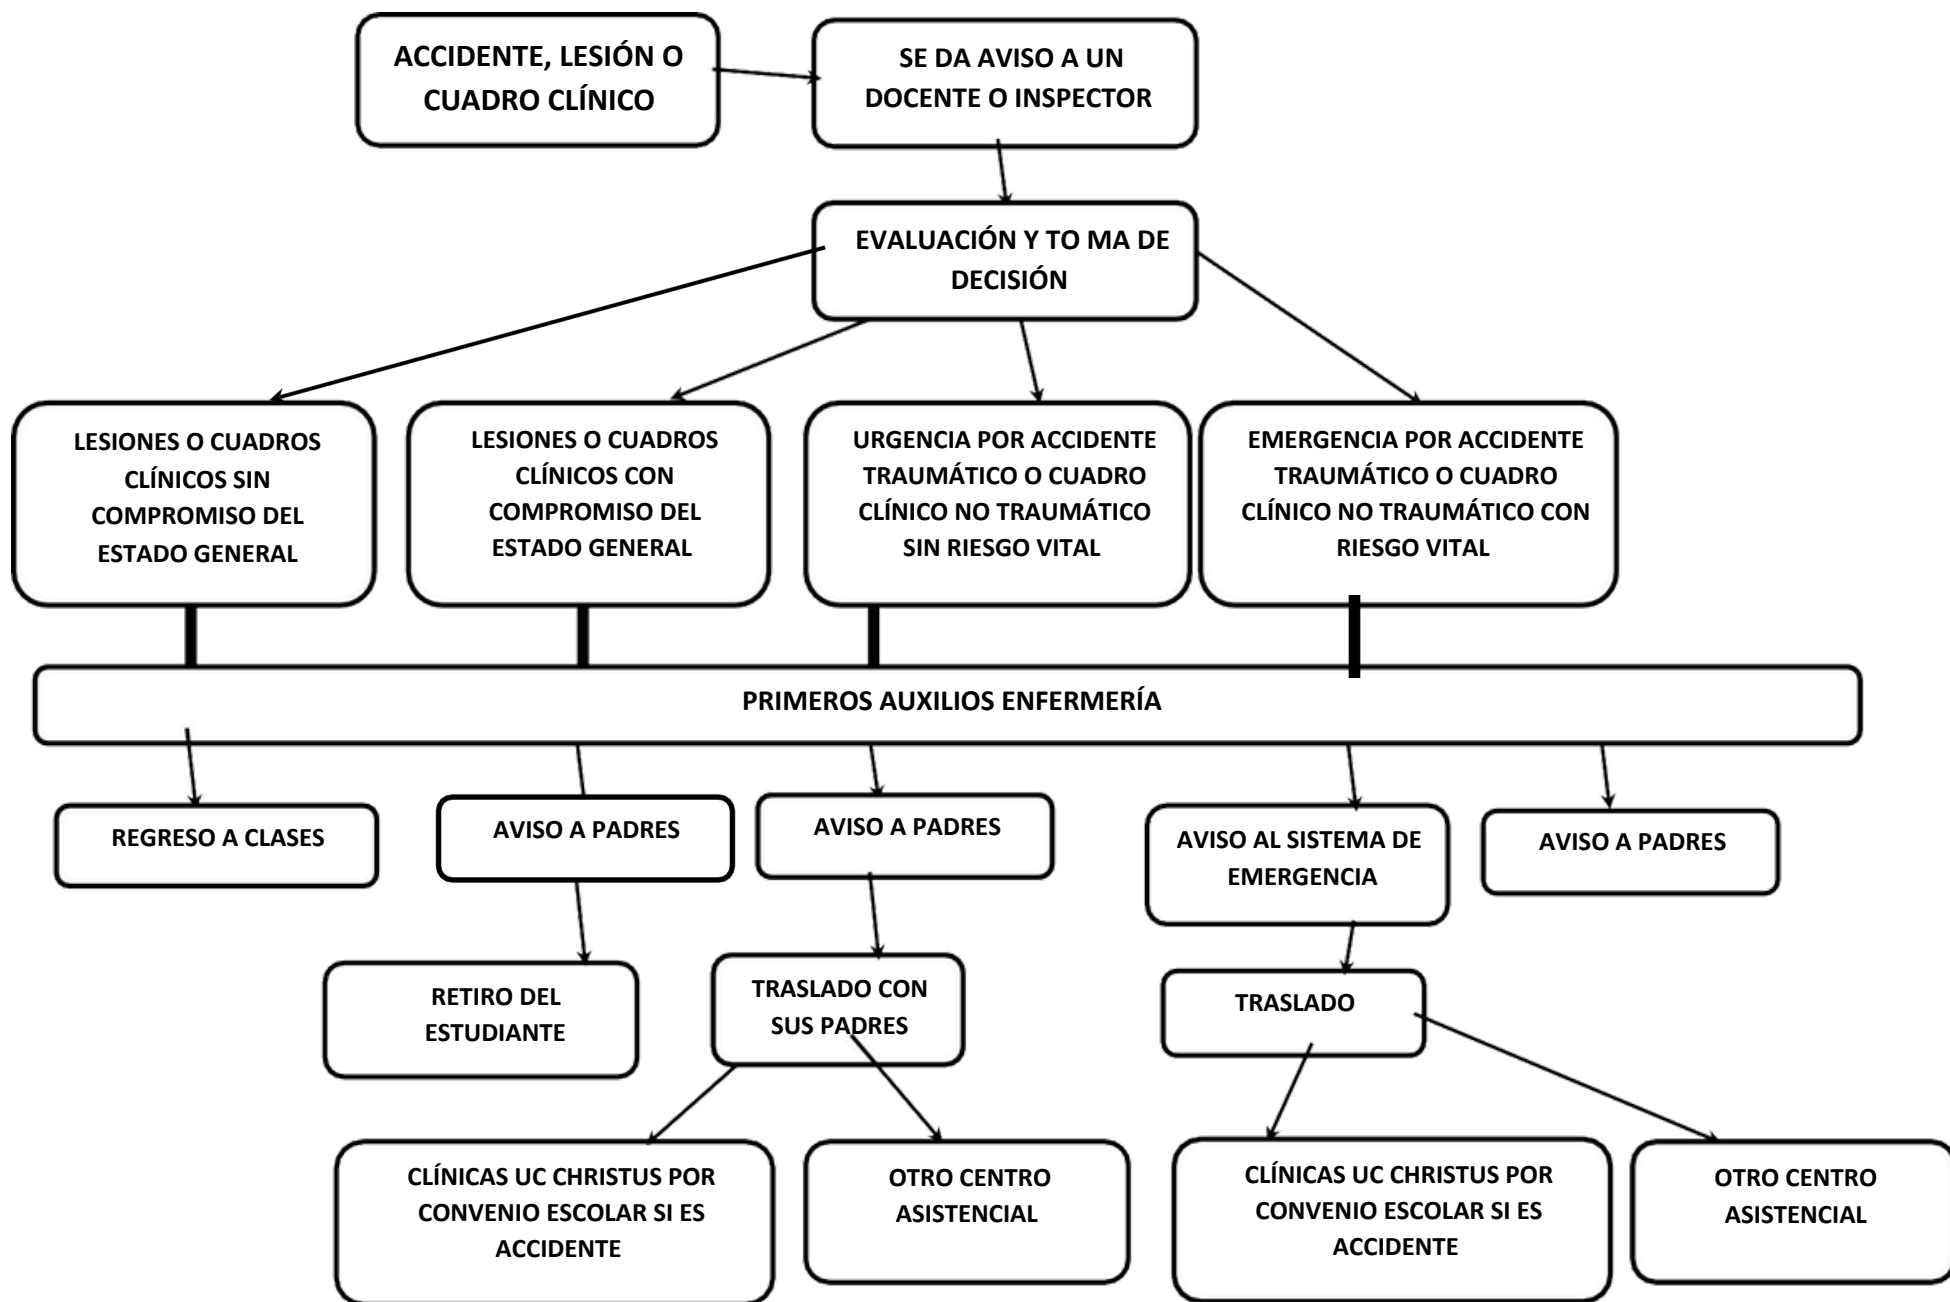 ACCIDENTE, LESIÓN O
CUADRO CLÍNICO
SE DA AVISO A UN
DOCENTE O INSPECTOR
EVALUACIÓN Y TO MA DE
DECISIÓN
LESIONES O CUADROS
CLÍNICOS SIN
COMPROMISO DEL
ESTADO GENERAL
LESIONES O CUADROS
CLÍNICOS CON
COMPROMISO DEL
ESTADO GENERAL
URGENCIA POR ACCIDENTE
TRAUMÁTICO O CUADRO
CLÍNICO NO TRAUMÁTICO
SIN RIESGO VITAL
EMERGENCIA POR ACCIDENTE
TRAUMÁTICO O CUADRO
CLÍNICO NO TRAUMÁTICO CON
RIESGO VITAL
PRIMEROS AUXILIOS ENFERMERÍA
REGRESO A CLASES
AVISO A PADRES
AVISO A PADRES
AVISO AL SISTEMA DE
EMERGENCIA
AVISO A PADRES
RETIRO DEL
ESTUDIANTE
TRASLADO CON
SUS PADRES
TRASLADO
CLÍNICAS UC CHRISTUS POR
CONVENIO ESCOLAR SI ES
ACCIDENTE
OTRO CENTRO
ASISTENCIAL
CLÍNICAS UC CHRISTUS POR
CONVENIO ESCOLAR SI ES
ACCIDENTE
OTRO CENTRO
ASISTENCIAL